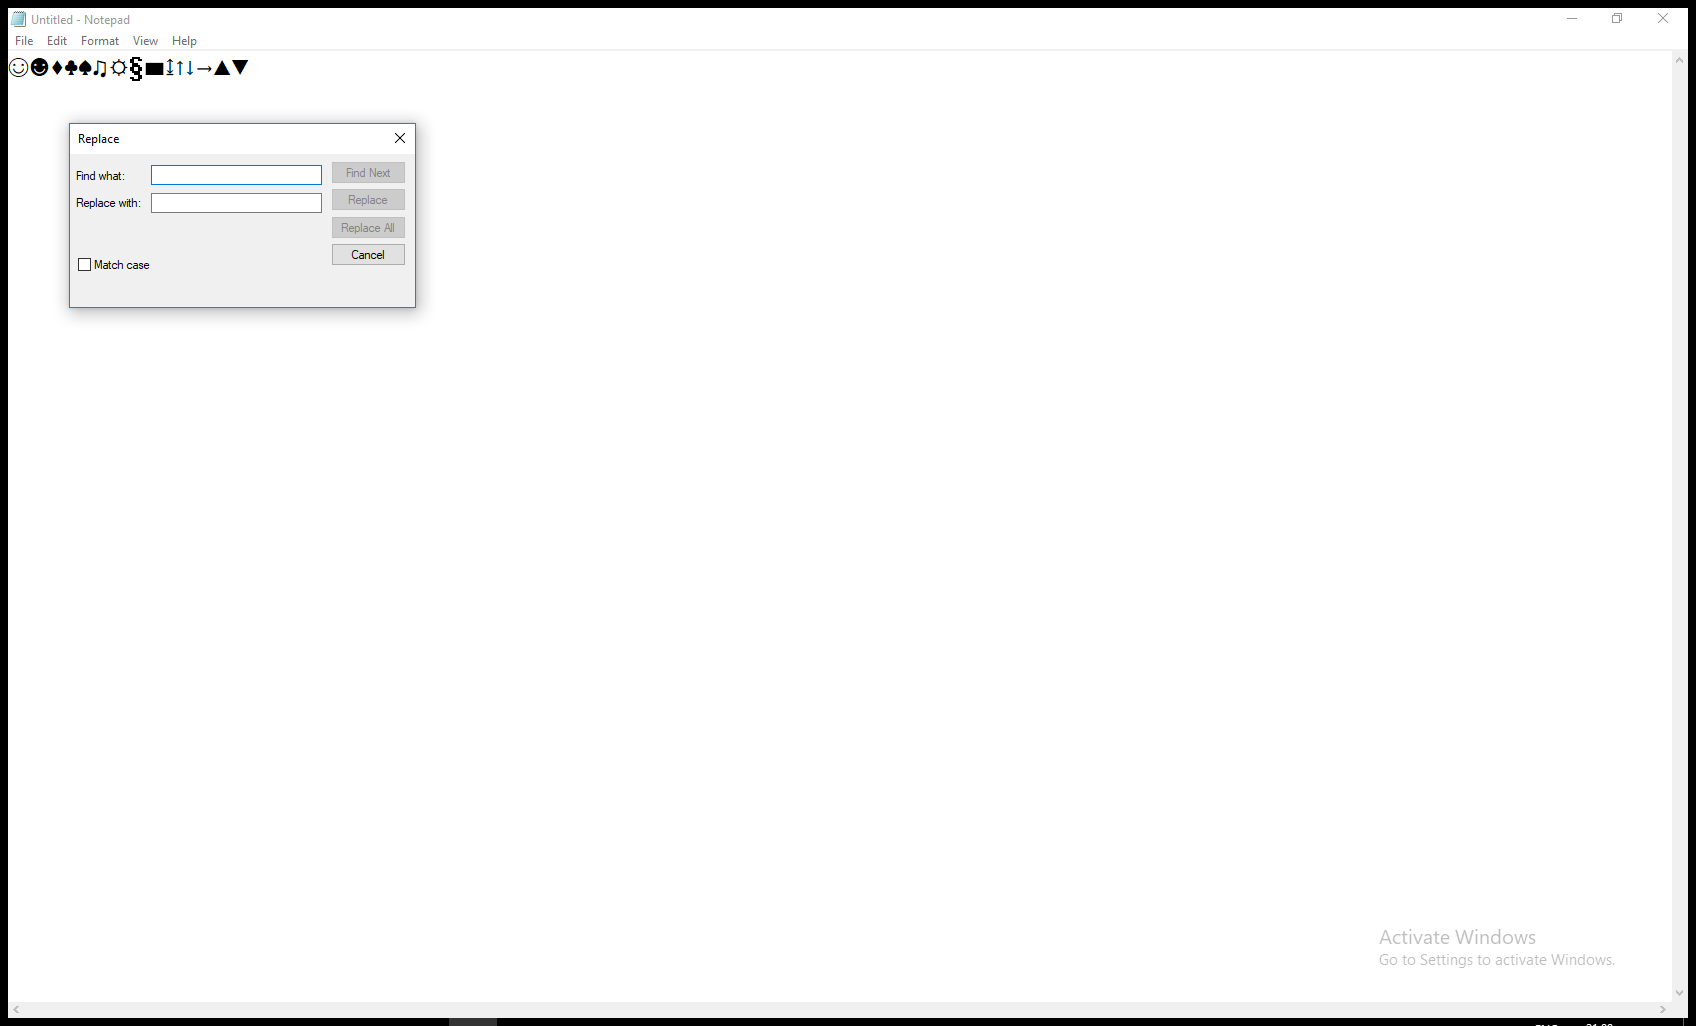 Untitled - Notepad
File Edit Format View Help
☺☻♦♣♠♫☼§▬↨↑↓→▲▼
Replace
Find what:
Find Next
Replace with:
Replace
Replace All
Cancel
Match case
Activate Windows
Go to Settings to activate Windows.